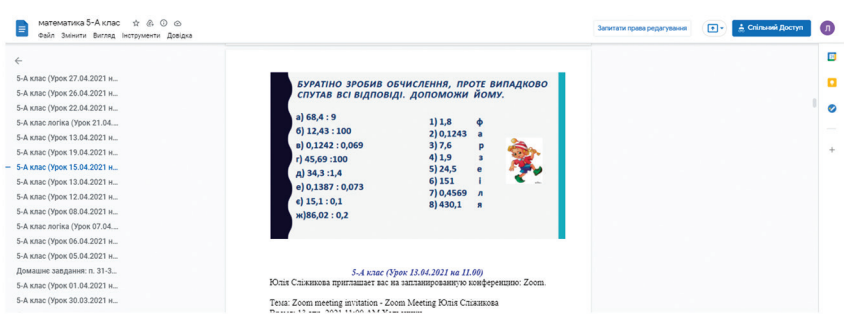 математика 5-А клас
Файл Змінити Вигляд Інструменти Довідка
Запитати права редагування
Спільний Доступ
Л
5-А клас (Урок 27.04.2021 н...
5-А клас (Урок 26.04.2021 н...
5-А клас (Урок 22.04.2021 н...
5-А клас логіка (Урок 21.04....
5-А клас (Урок 13.04.2021 н...
5-А клас (Урок 19.04.2021 н...
5-А клас (Урок 15.04.2021 н...
5-А клас (Урок 13.04.2021 н...
5-А клас (Урок 12.04.2021 н...
5-А клас (Урок 08.04.2021 н...
5-А клас логіка (Урок 07.04....
5-А клас (Урок 06.04.2021 н...
5-А клас (Урок 05.04.2021 н...
Домашнє завдання: п. 31-3...
5-А клас (Урок 01.04.2021 н...
5-А клас (Урок 30.03.2021 н...
БУРАТІНО ЗРОБИВ ОБЧИСЛЕННЯ, ПРОТЕ ВИПАДКОВО
СПУТАВ ВСІ ВІДПОВІДІ. ДОПОМОЖИ ЙОМУ.
а) 68,4 : 9
б) 12,43 : 100
в) 0,1242 : 0,069
г) 45,69 :100
д) 34,3 :1,4
е) 0,1387 : 0,073
є) 15,1 : 0,1
ж)86,02 : 0,2
1) 1,8 ф
2) 0,1243 а
3) 7,6 р
4) 1,9 з
5) 24,5 е
6) 151 і
7) 0,4569 л
8) 430,1 я
5-А клас (Урок 13.04.2021 на 11.00)
Юлія Сліжикова приглашает вас на запланированную конференцию: Zoom.
Тема: Zoom meeting invitation - Zoom Meeting Юлія Сліжикова